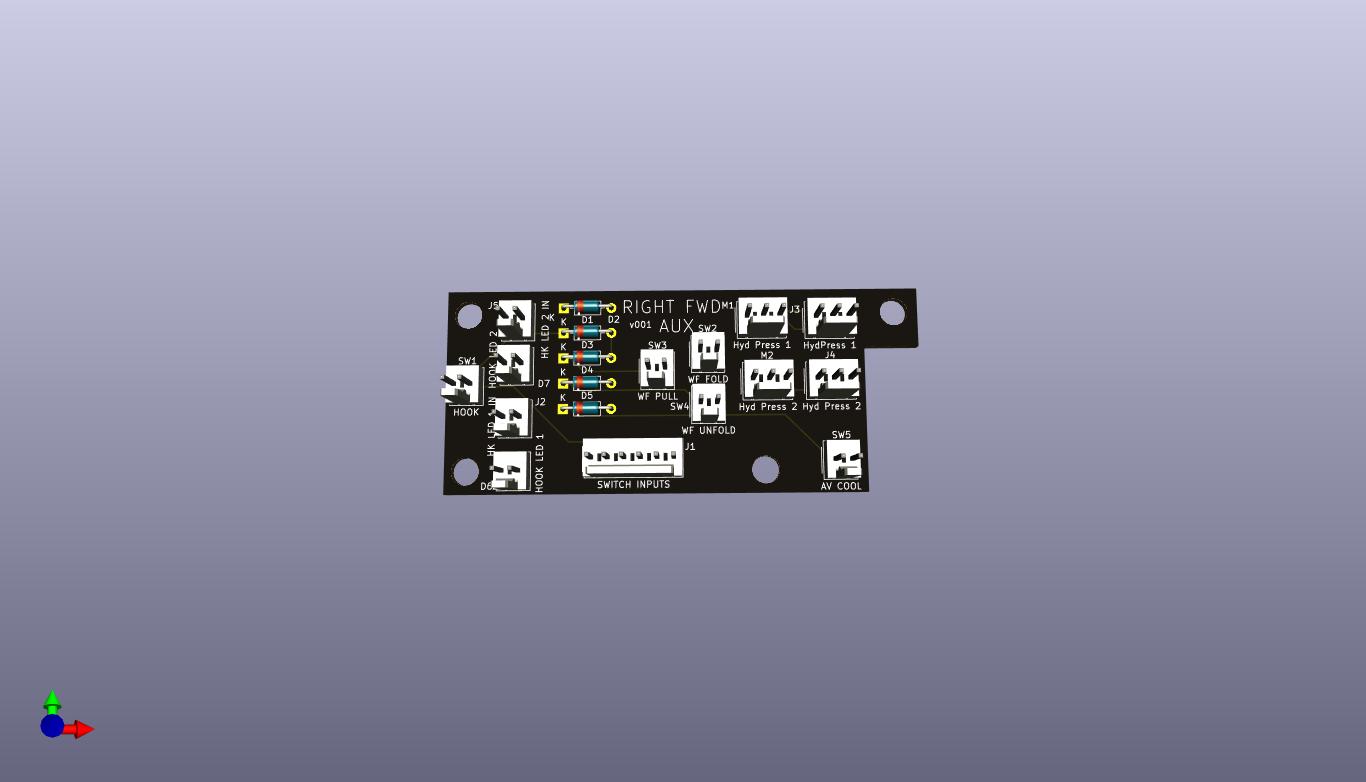 J5
HK LED 2 IN
K
RIGHT FWD
AUX
v001
M1
J3
D1
D2
K
SW2
Hyd Press 1
HydPress 1
HOOK LED 2
K
D3
SW3
M2
J4
SW1
D4
WF FOLD
HOOK
D7
K
D5
WF PULL
SW4
Hyd Press 2
Hyd Press 2
J2
K
WF UNFOLD
SW5
HK LED 1 IN
HOOK LED 1
J1
D6
SWITCH INPUTS
AV COOL